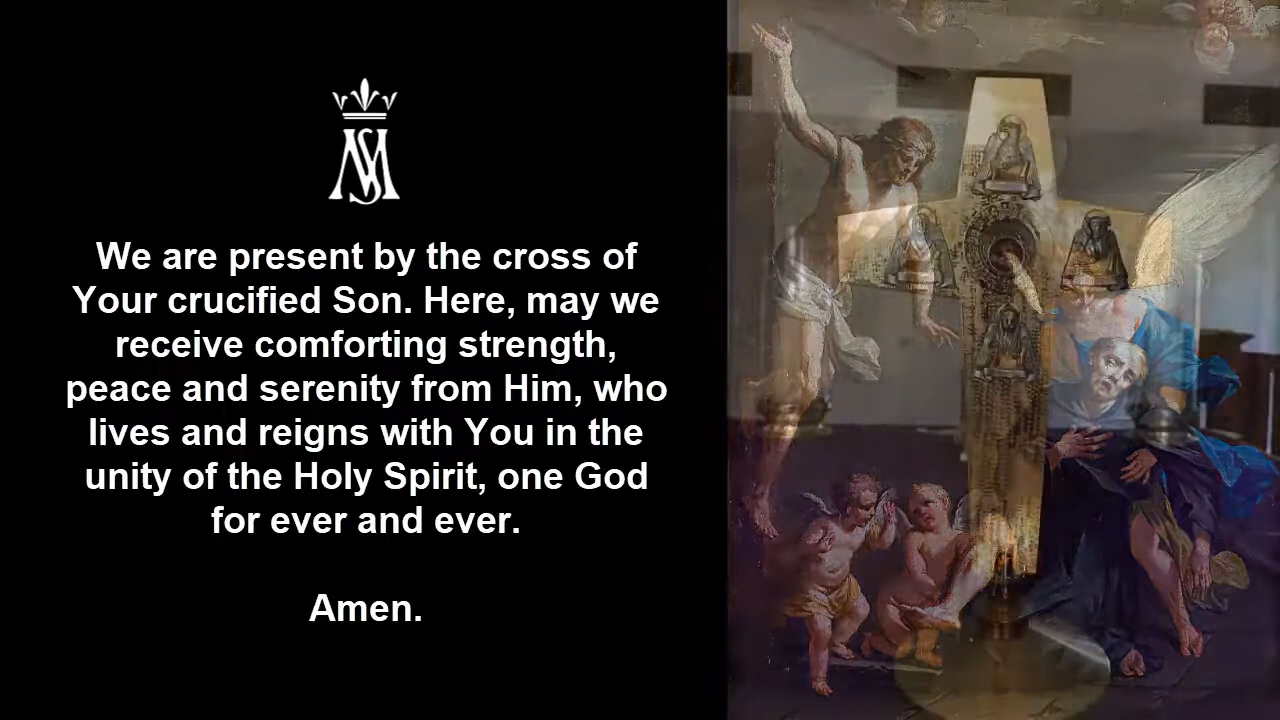 We are present by the cross of
Your crucified Son. Here, may we
receive comforting strength,
peace and serenity from Him, who
lives and reigns with You in the
unity of the Holy Spirit, one God
for ever and ever.
Amen.